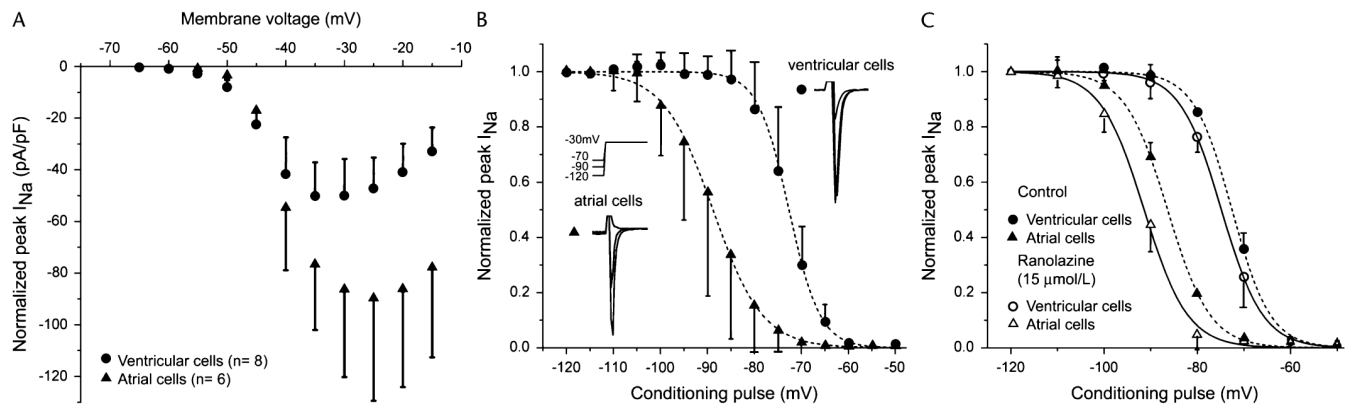 A
Membrane voltage (mV)
-70 -60 -50 -40 -30 -20 -10
0
-20
-40
-60
-80
-100
-120
Normalized peak INa (pA/pF)
Ventricular cells (n= 8)
Atrial cells (n= 6)
B
1.0
0.8
0.6
0.4
0.2
0.0
Normalized peak INa
ventricular cells
-30mV
-70
-90
-120
atrial cells
-120 -110 -100 -90 -80 -70 -60 -50
Conditioning pulse (mV)
C
1.0
0.8
0.6
0.4
0.2
0.0
Normalized peak INa
Control
Ventricular cells
Atrial cells
Ranolazine
(15 μmol/L)
Ventricular cells
Atrial cells
-120 -100 -80 -60
Conditioning pulse (mV)